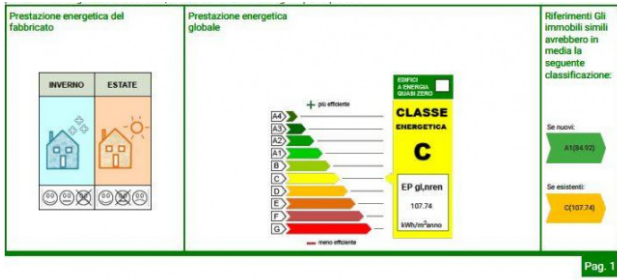 Prestazione energetica del
fabbricato
INVERNO
ESTATE
Prestazione energetica
globale
+ più efficiente
A4
A3
A2
A1
B
C
D
E
F
G
— meno efficiente
EDIFICI
A ENERGIA
QUASI ZERO
CLASSE
ENERGETICA
C
EP gl,nren
107.74
kWh/m²anno
Riferimenti Gli
immobili simili
avrebbero in
media la
seguente
classificazione:
Se nuovi:
A1(84.92)
Se esistenti:
C(107.74)
Pag. 1